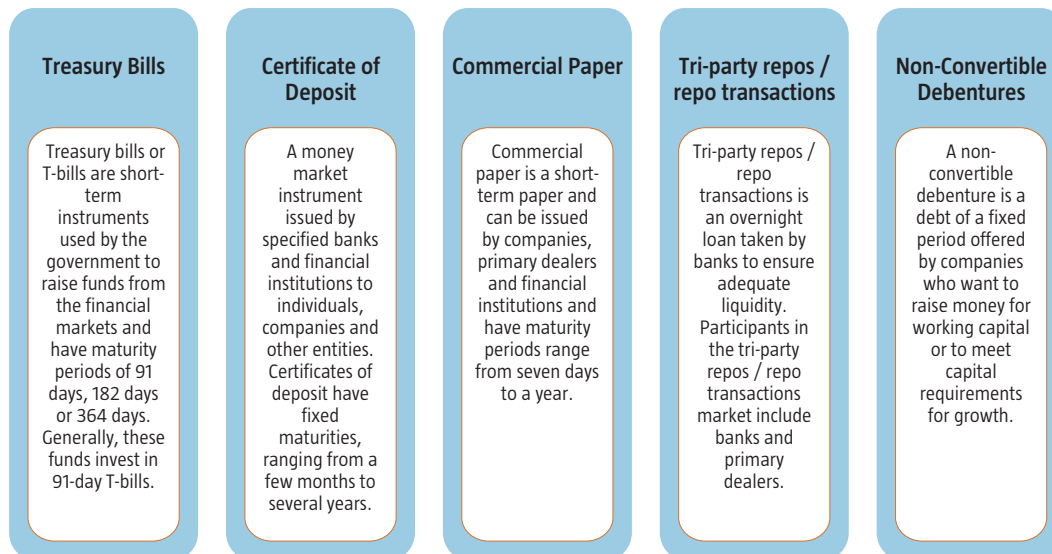 Treasury Bills
Treasury bills or
T-bills are short-
term
instruments
used by the
government to
raise funds from
the financial
markets and
have maturity
periods of 91
days, 182 days
or 364 days.
Generally, these
funds invest in
91-day T-bills.
Certificate of
Deposit
A money
market
instrument
issued by
specified banks
and financial
institutions to
individuals,
companies and
other entities.
Certificates of
deposit have
fixed
maturities,
ranging from a
few months to
several years.
Commercial Paper
Commercial
paper is a short-
term paper and
can be issued
by companies,
primary dealers
and financial
institutions and
have maturity
periods range
from seven days
to a year.
Tri-party repos /
repo transactions
Tri-party repos /
repo
transactions is
an overnight
loan taken by
banks to ensure
adequate
liquidity.
Participants in
the tri-party
repos / repo
transactions
market include
banks and
primary
dealers.
Non-Convertible
Debentures
A non-
convertible
debenture is a
debt of a fixed
period offered
by companies
who want to
raise money for
working capital
or to meet
capital
requirements
for growth.